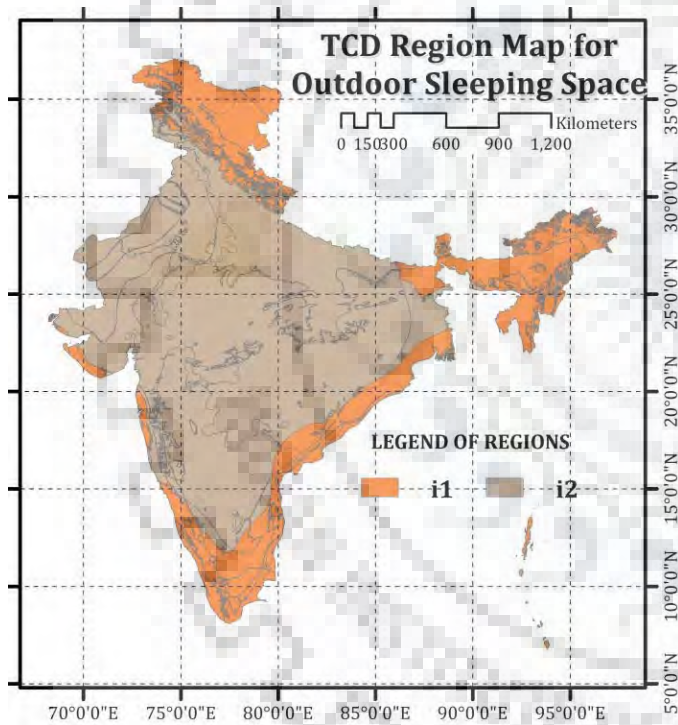 TCD Region Map for
Outdoor Sleeping Space
Kilometers
0 150 300 600 900 1,200
35°0'0"N
30°0'0"N
25°0'0"N
20°0'0"N
LEGEND OF REGIONS
i1 i2
15°0'0"N
10°0'0"N
5°0'0"N
70°0'0"E 75°0'0"E 80°0'0"E 85°0'0"E 90°0'0"E 95°0'0"E